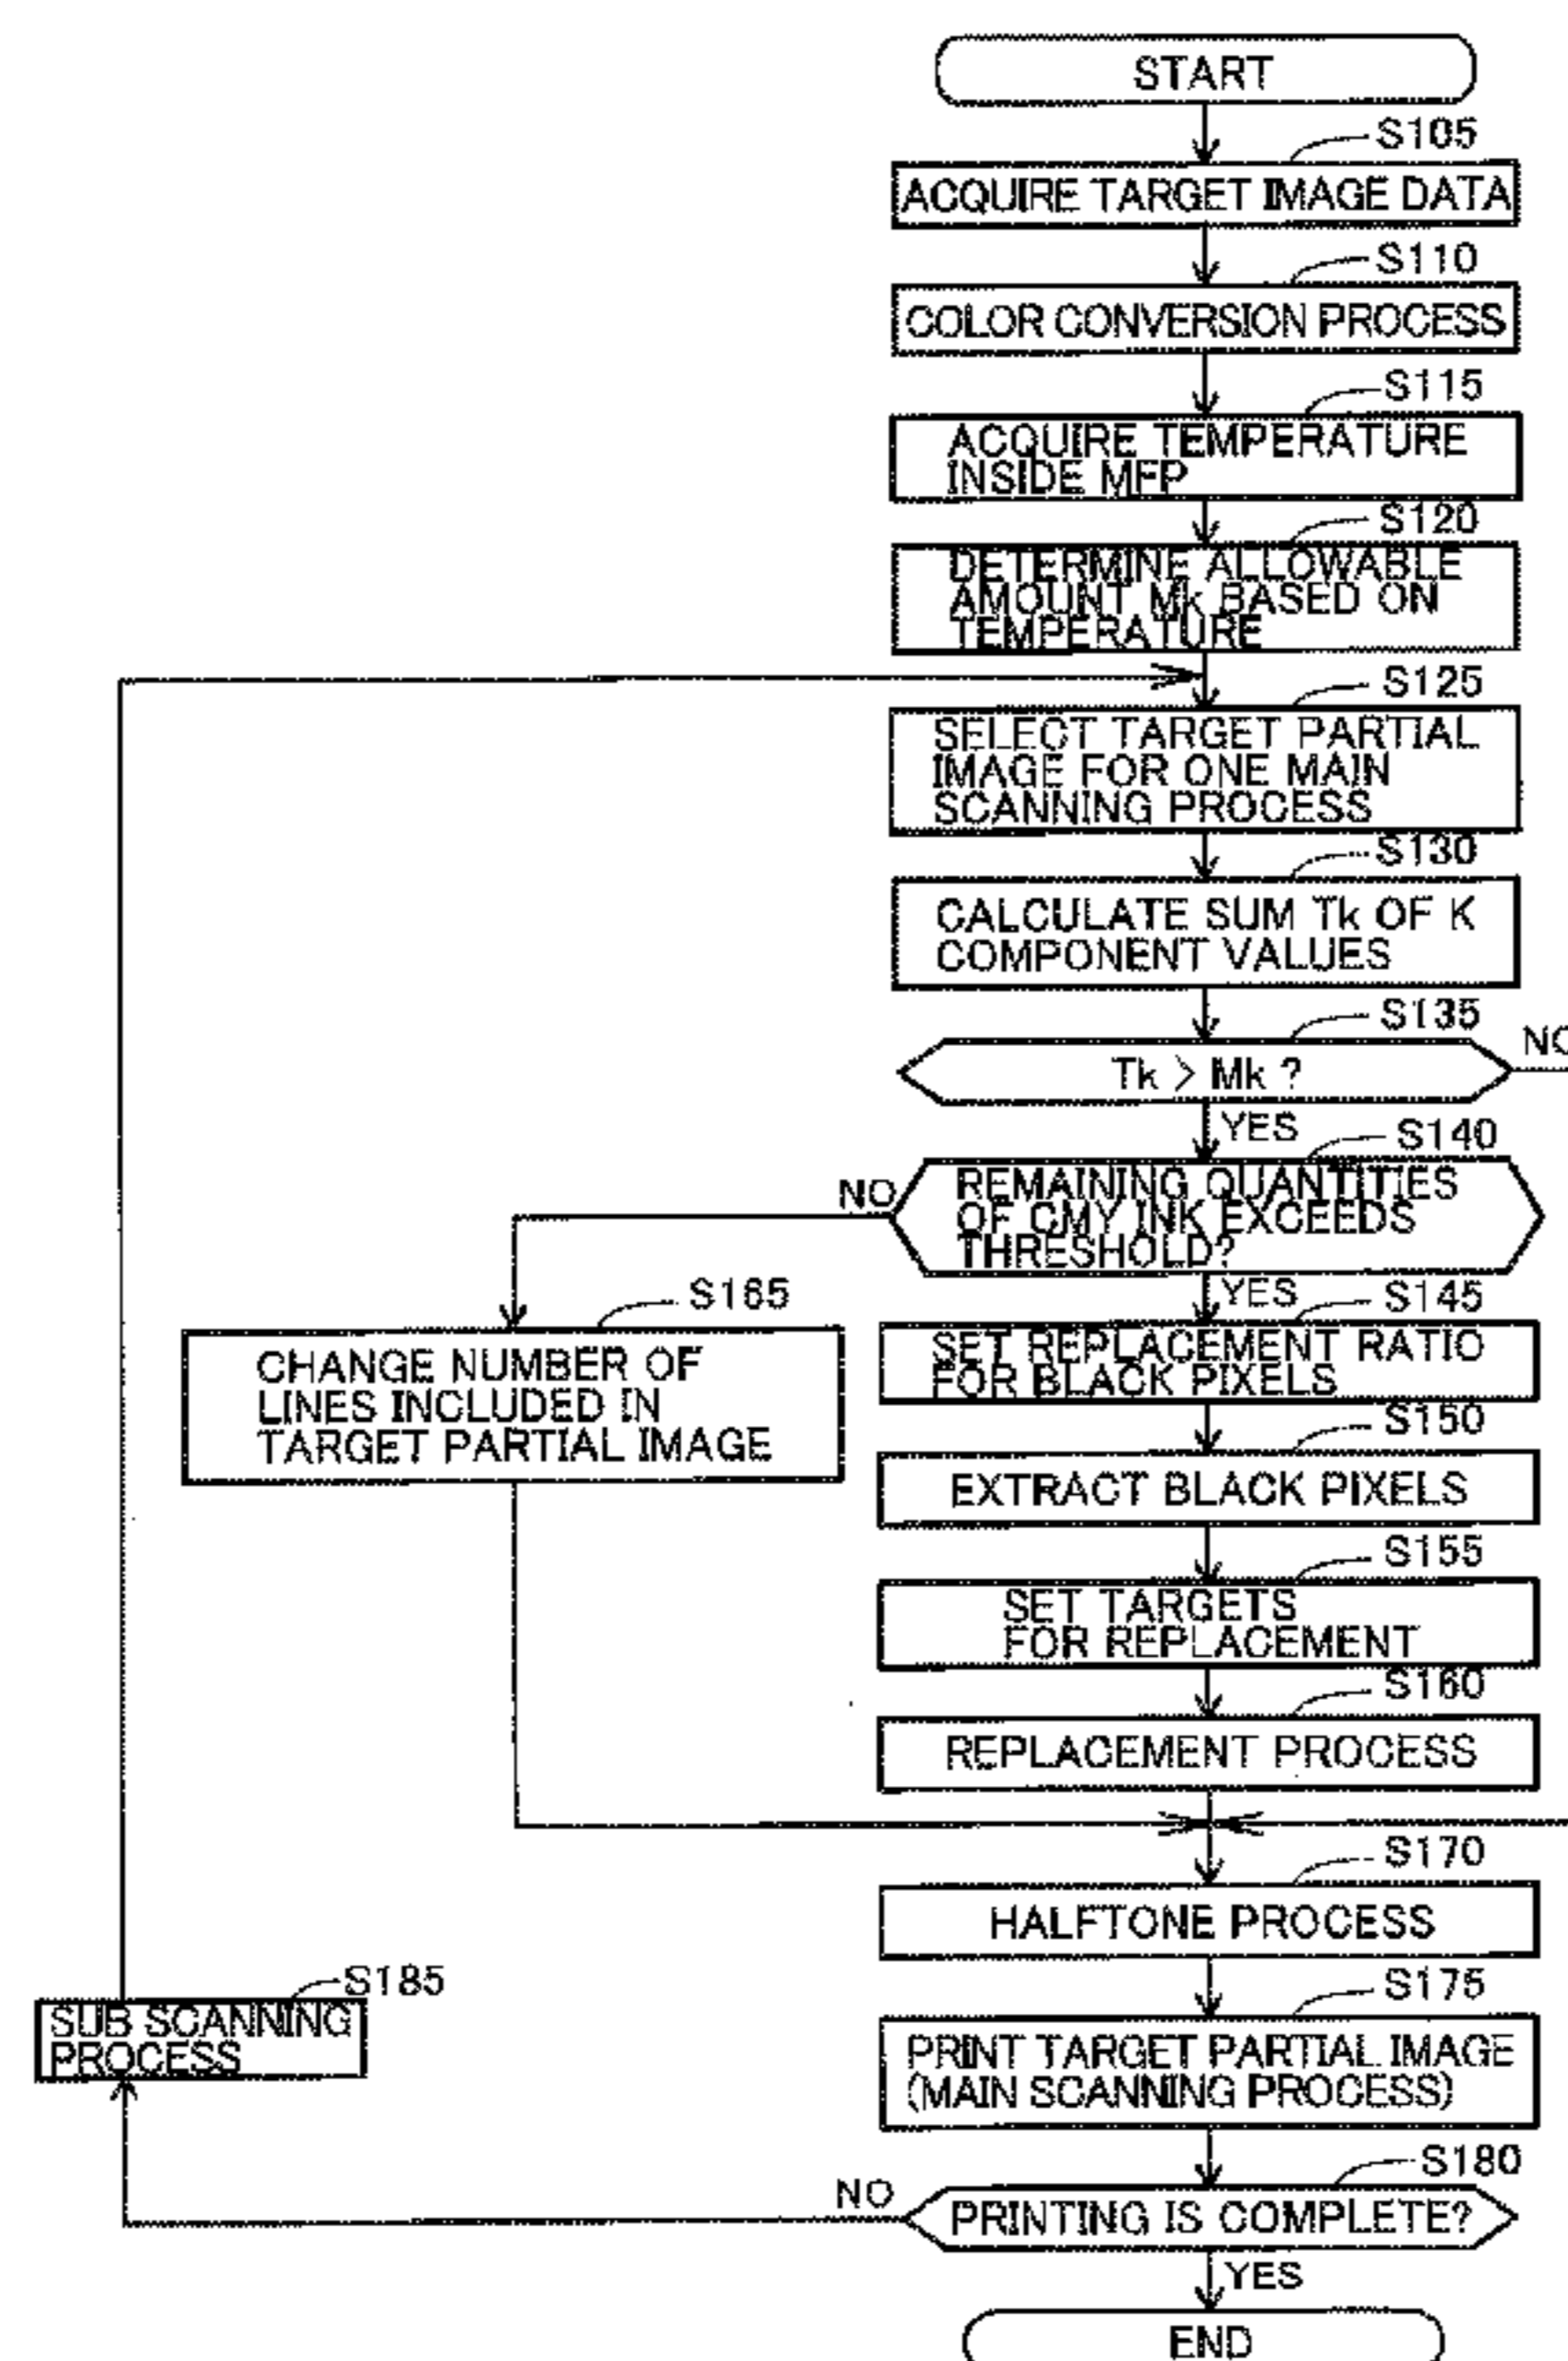 START
S105
ACQUIRE TARGET IMAGE DATA
S110
COLOR CONVERSION PROCESS
S115
ACQUIRE TEMPERATURE
INSIDE MFP
S120
DETERMINE ALLOWABLE
AMOUNT Mk BASED ON
TEMPERATURE
S125
SELECT TARGET PARTIAL
IMAGE FOR ONE MAIN
SCANNING PROCESS
S130
CALCULATE SUM Tk OF K
COMPONENT VALUES
S135
NO
Tk > Mk ?
YES
S140
NO
REMAINING QUANTITIES
OF CMY INK EXCEEDS
THRESHOLD?
YES
S145
SET REPLACEMENT RATIO
FOR BLACK PIXELS
S165
CHANGE NUMBER OF
LINES INCLUDED IN
TARGET PARTIAL IMAGE
S150
EXTRACT BLACK PIXELS
S155
SET TARGETS
FOR REPLACEMENT
S160
REPLACEMENT PROCESS
S170
HALFTONE PROCESS
S185
SUB SCANNING
PROCESS
S175
PRINT TARGET PARTIAL IMAGE
(MAIN SCANNING PROCESS)
S180
NO
PRINTING IS COMPLETE?
YES
END